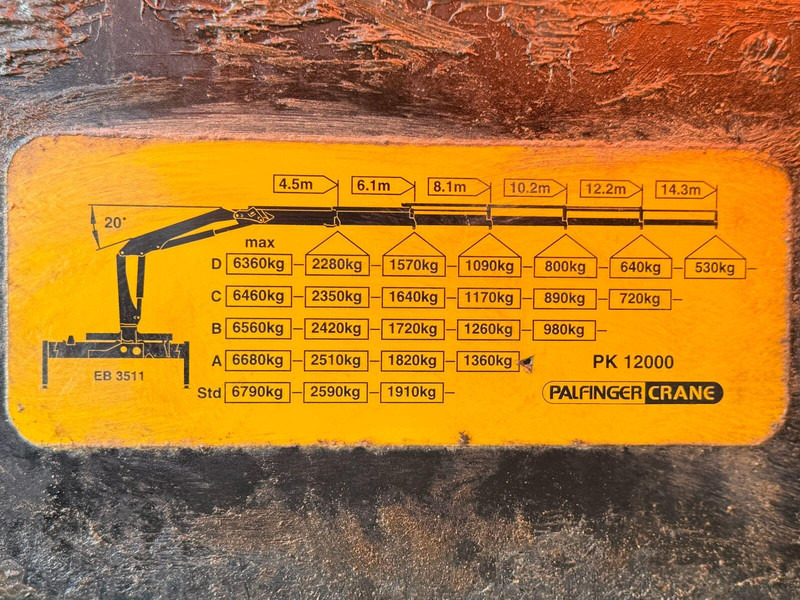 4.5m 6.1m 8.1m 10.2m 12.2m 14.3m
20°
max
D 6360kg 2280kg 1570kg 1090kg 800kg 640kg 530kg
C 6460kg 2350kg 1640kg 1170kg 890kg 720kg
B 6560kg 2420kg 1720kg 1260kg 980kg
A 6680kg 2510kg 1820kg 1360kg
Std 6790kg 2590kg 1910kg
EB 3511
PK 12000
PALFINGER CRANE